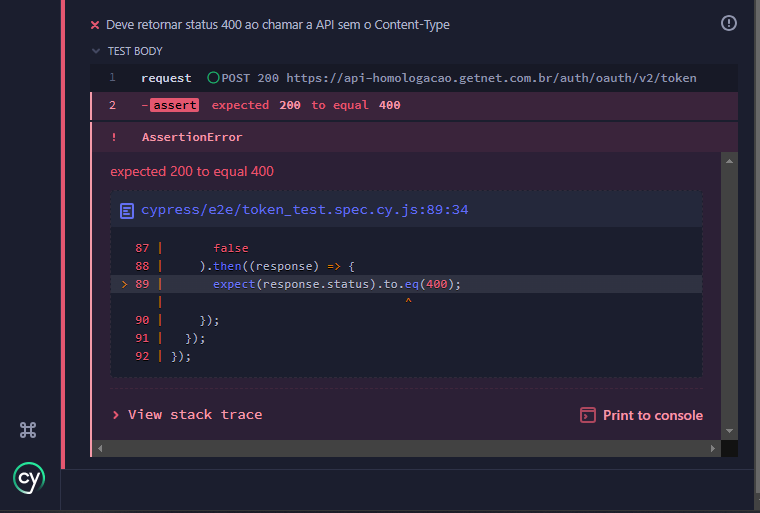 Deve retornar status 400 ao chamar a API sem o Content-Type
TEST BODY
1 request POST 200 https://api-homologacao.getnet.com.br/auth/oauth/v2/token
2 -assert expected 200 to equal 400
! AssertionError
expected 200 to equal 400
cypress/e2e/token_test.spec.cy.js:89:34
87 | false
88 | ).then((response) => {
> 89 | expect(response.status).to.eq(400);
| ^
90 | });
91 | });
92 | });
> View stack trace
Print to console
cy